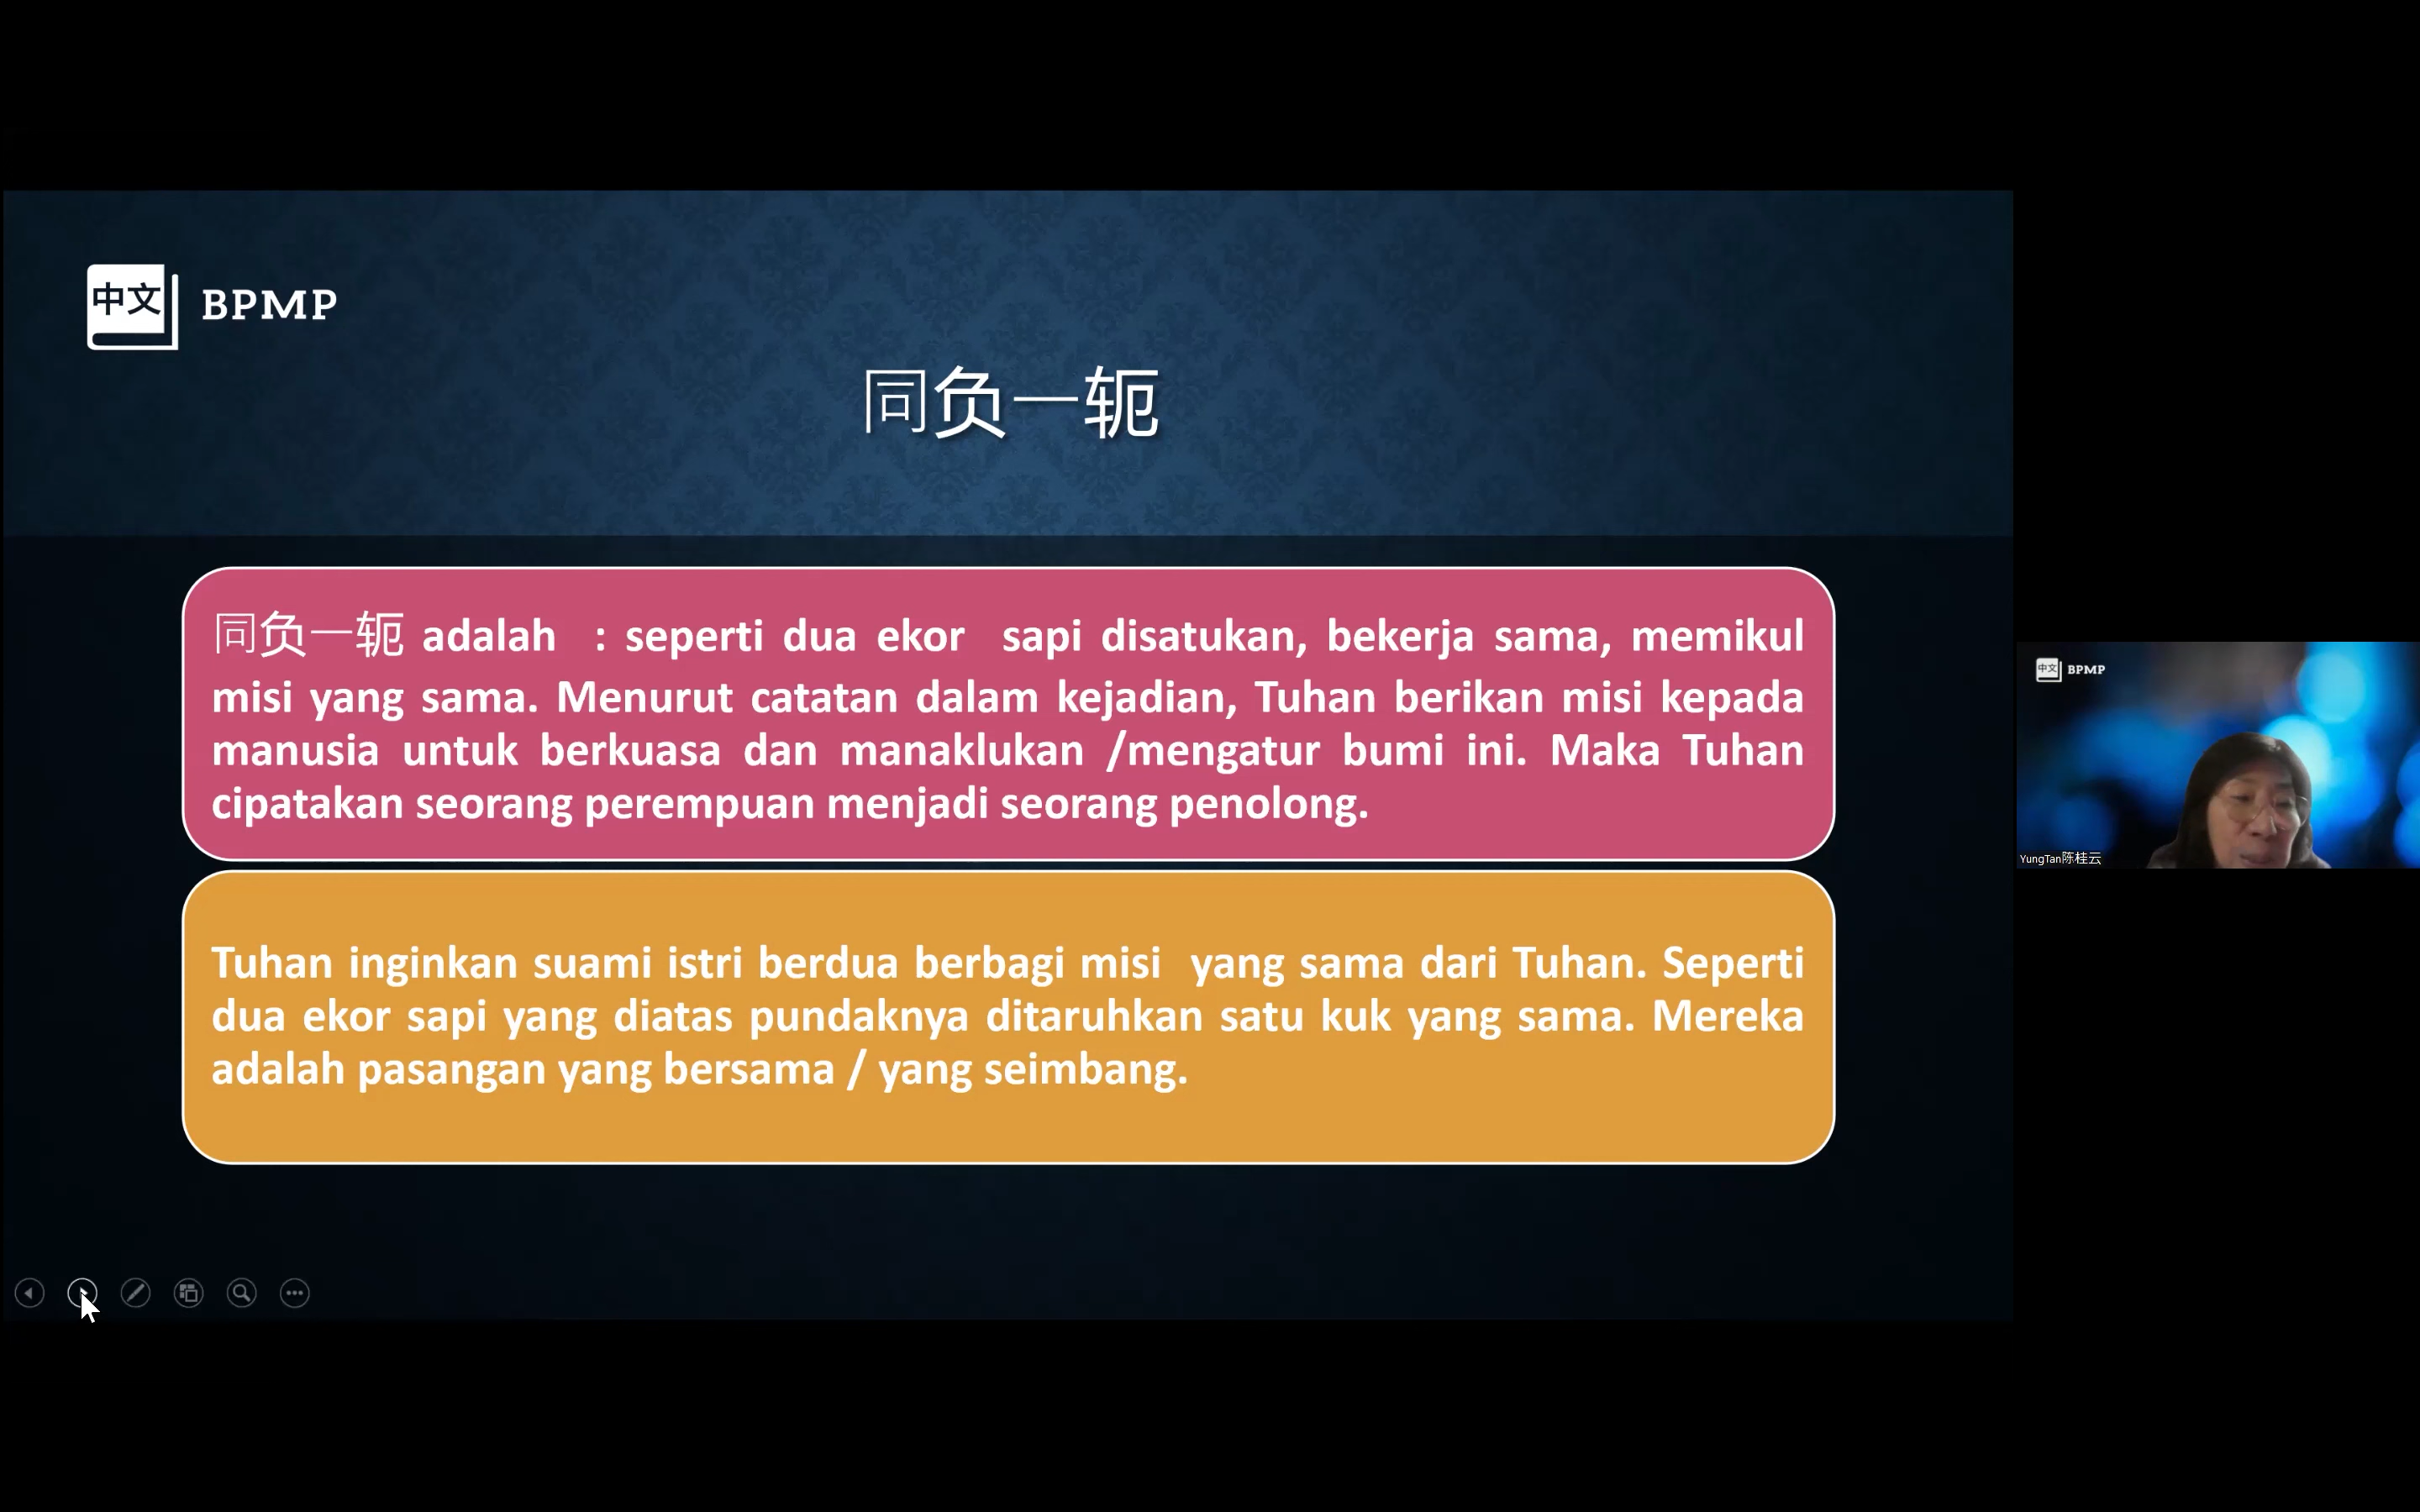 中文 BPMP
同负一轭
同负一轭 adalah : seperti dua ekor sapi disatukan, bekerja sama, memikul
misi yang sama. Menurut catatan dalam kejadian, Tuhan berikan misi kepada
manusia untuk berkuasa dan manaklukan /mengatur bumi ini. Maka Tuhan
cipatakan seorang perempuan menjadi seorang penolong.
Tuhan inginkan suami istri berdua berbagi misi yang sama dari Tuhan. Seperti
dua ekor sapi yang diatas pundaknya ditaruhkan satu kuk yang sama. Mereka
adalah pasangan yang bersama / yang seimbang.
中文 BPMP
YungTan陈桂云